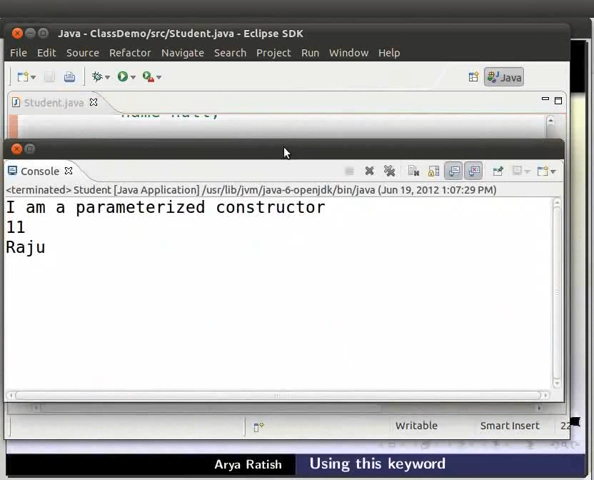 Java - ClassDemo/src/Student.java - Eclipse SDK
File Edit Source Refactor Navigate Search Project Run Window Help
Java
Student.java
Console
<terminated> Student [Java Application] /usr/lib/jvm/java-6-openjdk/bin/java (Jun 19, 2012 1:07:29 PM)
I am a parameterized constructor
11
Raju
Writable Smart Insert 22
Arya Ratish Using this keyword